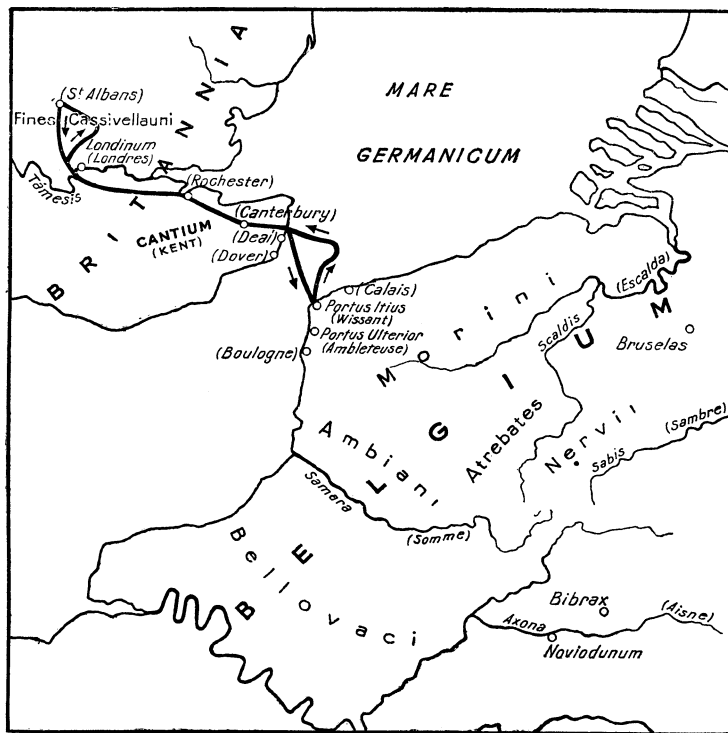 MARE
GERMANICUM
BRITANNIA
(St Albans)
Fines Cassivellauni
Londinum
(Londres)
Tâmesis
(Rochester)
CANTIUM
(KENT)
(Canterbury)
(Deai)
(Dover)
(Calais)
Portus Itius
(Wissant)
Portus Ulterior
(Ambleteuse)
(Boulogne)
Morini
(Escalda)
Scaldis
Bruselas
BELGIUM
Atrebates
Ambiani
Nervii
Sabis
(Sambre)
Samara
(Somme)
Bellovaci
Bibrax
Axona
(Aisne)
Noviodunum